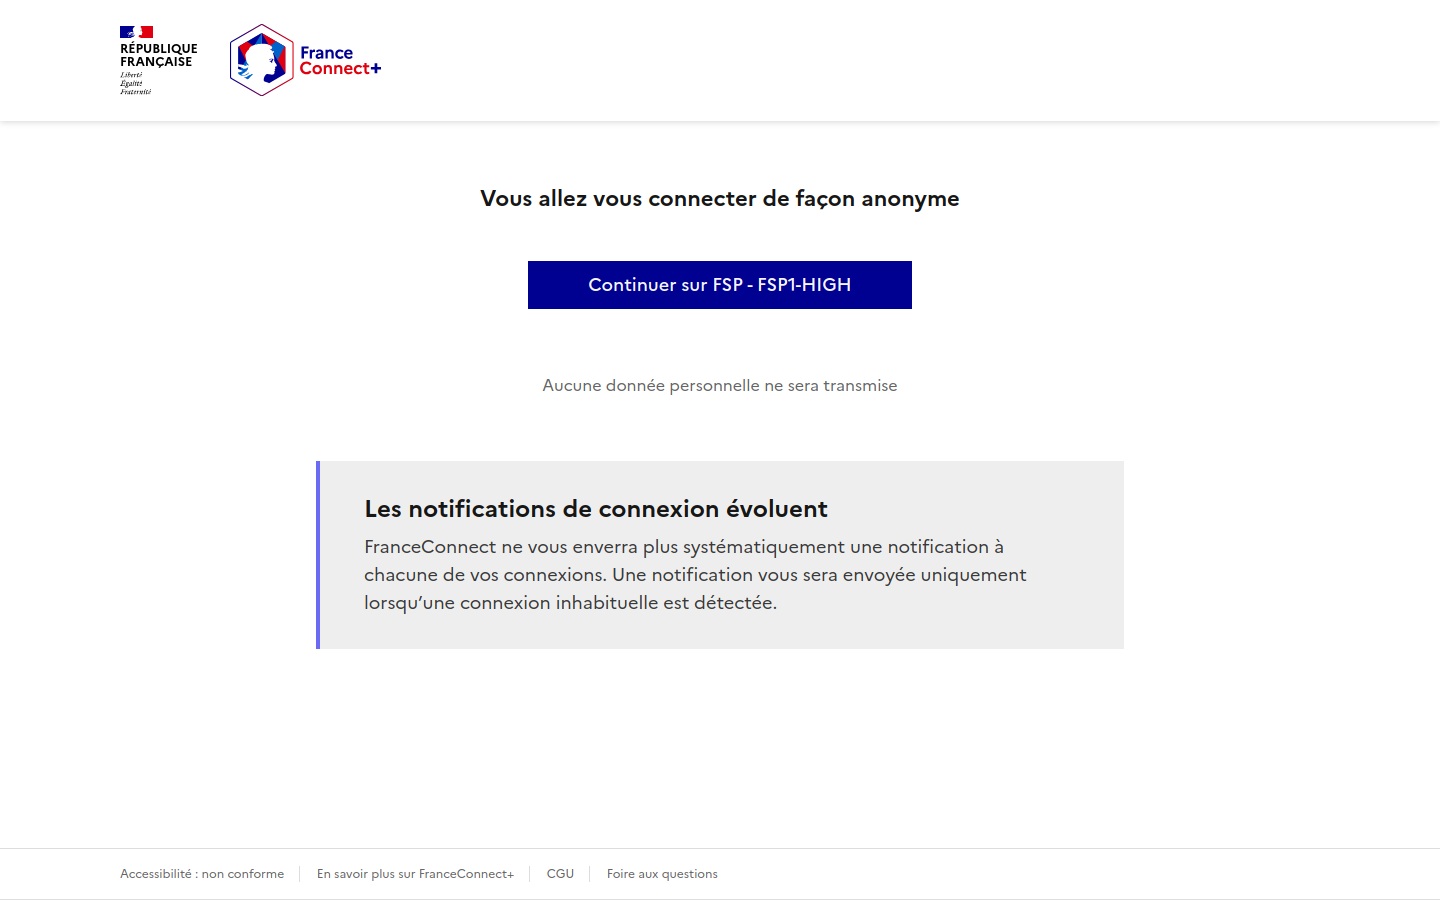 RÉPUBLIQUE
FRANÇAISE
Liberté
Égalité
Fraternité
France
Connect+
Vous allez vous connecter de façon anonyme
Continuer sur FSP - FSP1-HIGH
Aucune donnée personnelle ne sera transmise
Les notifications de connexion évoluent
FranceConnect ne vous enverra plus systématiquement une notification à
chacune de vos connexions. Une notification vous sera envoyée uniquement
lorsqu’une connexion inhabituelle est détectée.
Accessibilité : non conforme
En savoir plus sur FranceConnect+
CGU
Foire aux questions